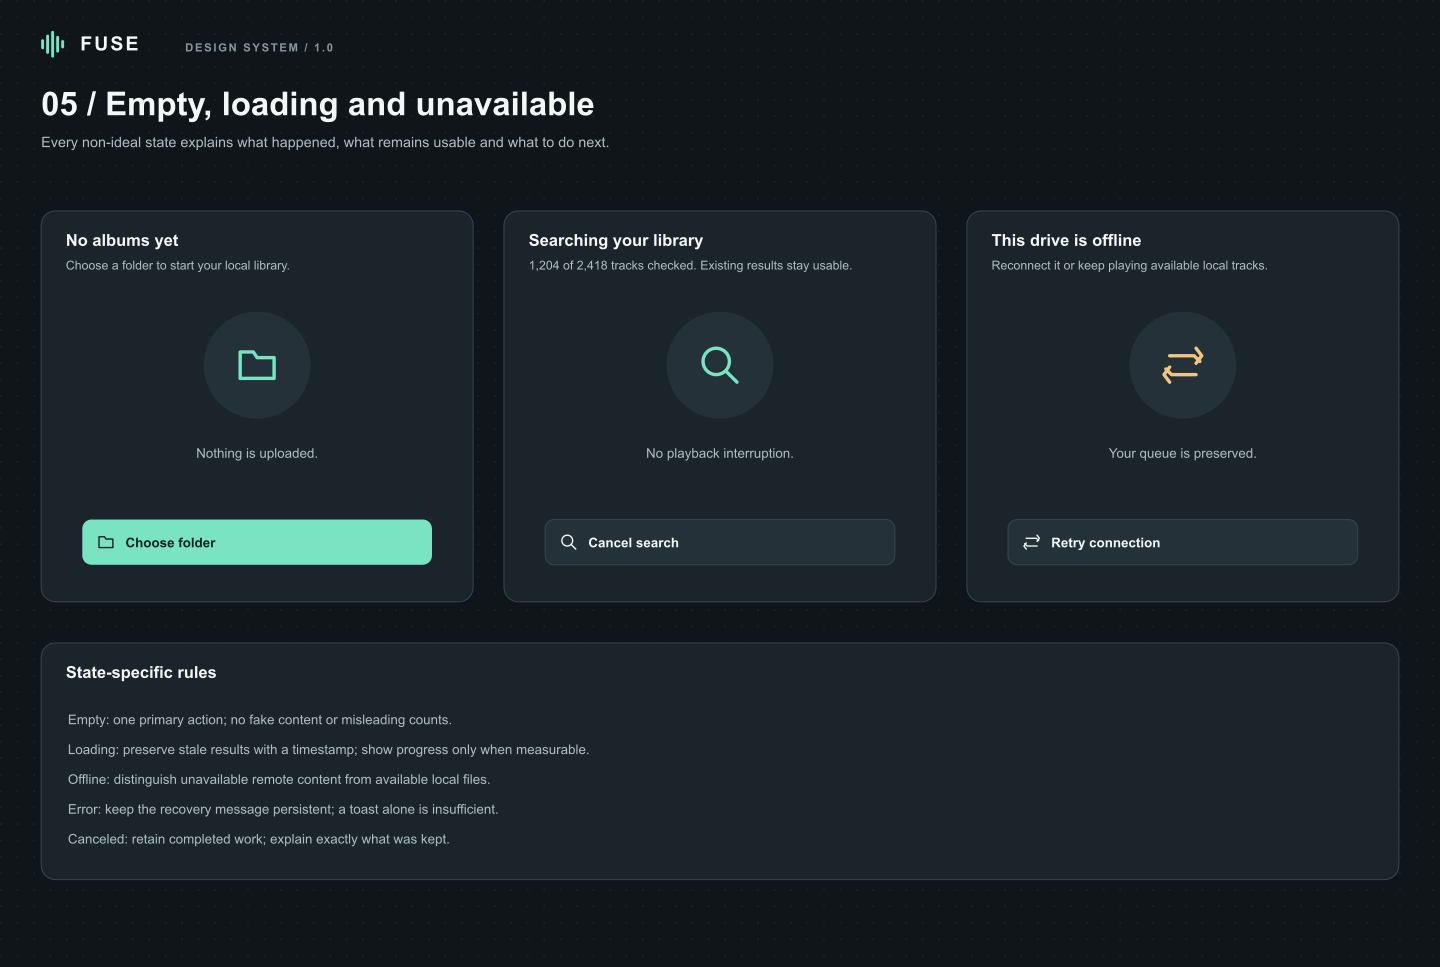 FUSE
DESIGN SYSTEM / 1.0
05 / Empty, loading and unavailable
Every non-ideal state explains what happened, what remains usable and what to do next.
No albums yet
Choose a folder to start your local library.
Nothing is uploaded.
Choose folder
Searching your library
1,204 of 2,418 tracks checked. Existing results stay usable.
No playback interruption.
Cancel search
This drive is offline
Reconnect it or keep playing available local tracks.
Your queue is preserved.
Retry connection
State-specific rules
Empty: one primary action; no fake content or misleading counts.
Loading: preserve stale results with a timestamp; show progress only when measurable.
Offline: distinguish unavailable remote content from available local files.
Error: keep the recovery message persistent; a toast alone is insufficient.
Canceled: retain completed work; explain exactly what was kept.